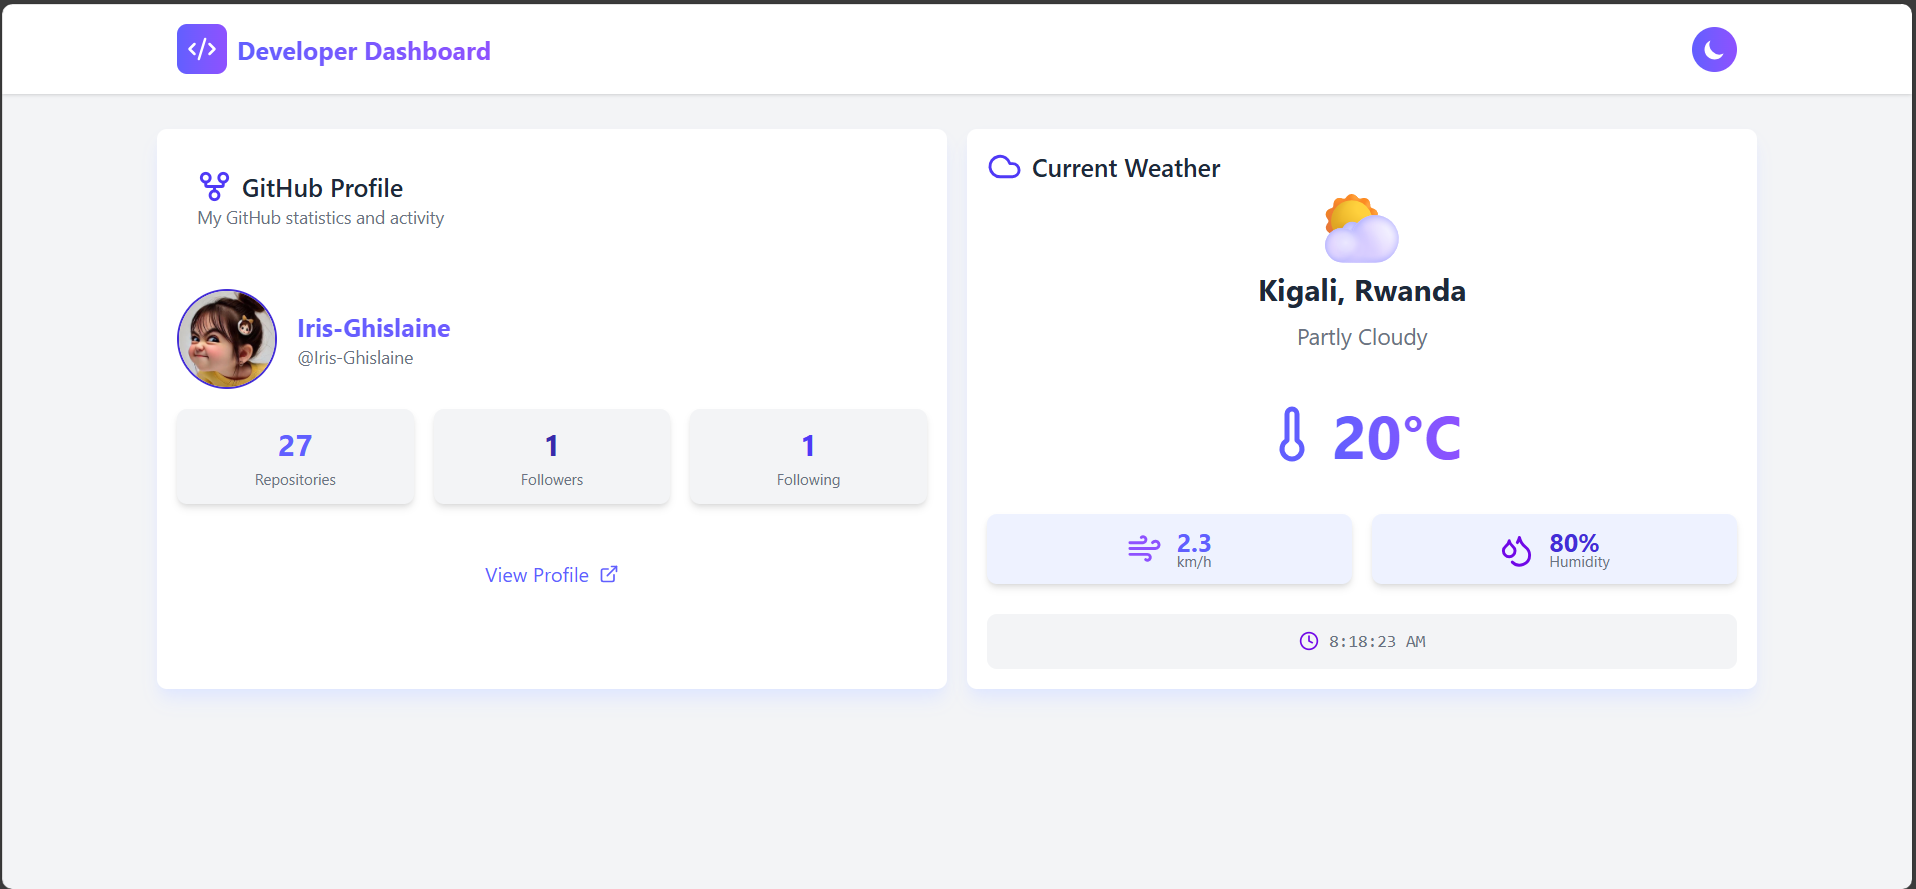 </> Developer Dashboard
GitHub Profile
My GitHub statistics and activity
Iris-Ghislaine
@Iris-Ghislaine
27
Repositories
1
Followers
1
Following
View Profile
Current Weather
Kigali, Rwanda
Partly Cloudy
20°C
2.3
km/h
80%
Humidity
8:18:23 AM